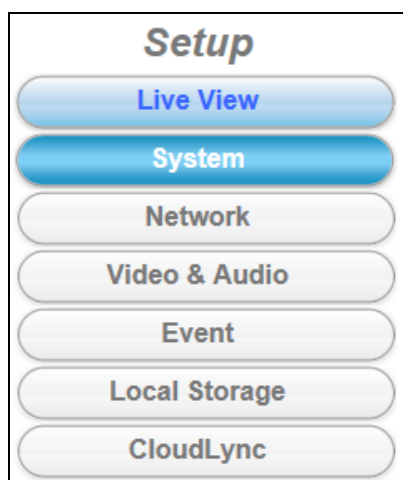 Setup
Live View
System
Network
Video & Audio
Event
Local Storage
CloudLync